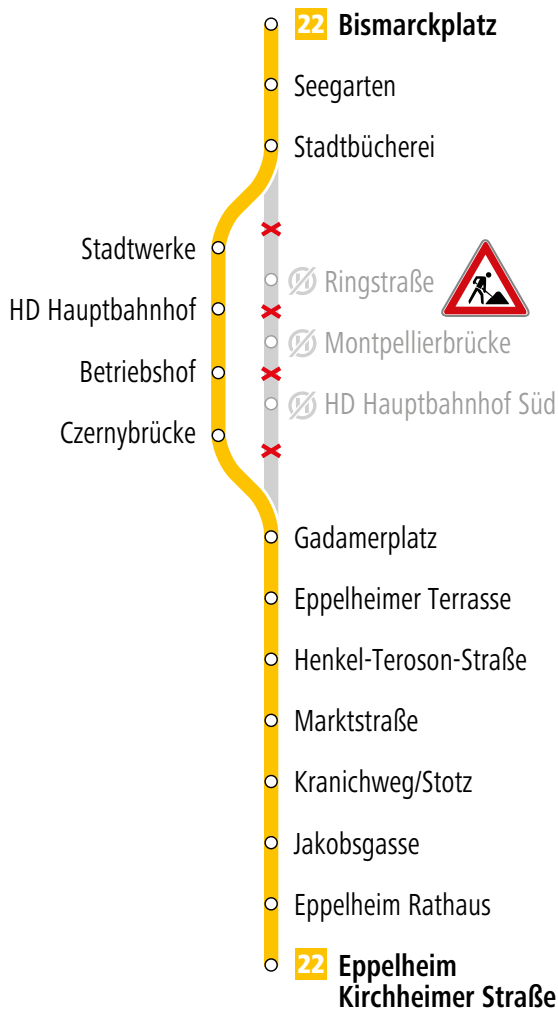 22 Bismarckplatz
Seegarten
Stadtbücherei
Stadtwerke
Ringstraße
HD Hauptbahnhof
Montpellierbrücke
Betriebshof
HD Hauptbahnhof Süd
Czernybrücke
Gadamerplatz
Eppelheimer Terrasse
Henkel-Teroson-Straße
Marktstraße
Kranichweg/Stotz
Jakobsgasse
Eppelheim Rathaus
22 Eppelheim
Kirchheimer Straße